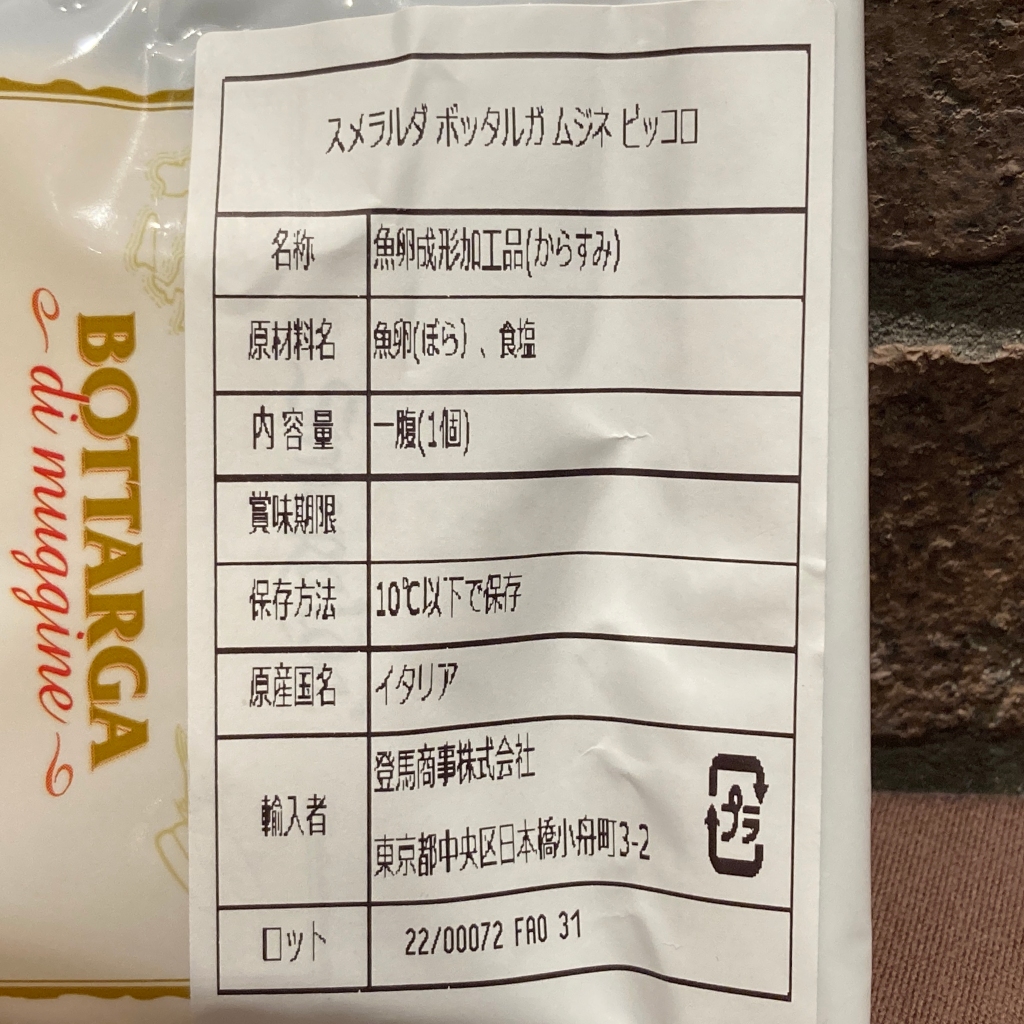 スメラルダ ボッタルガ ムジネ ピッコロ
名称 魚卵成形加工品(からすみ)
原材料名 魚卵(ぼら)、食塩
内容量 一腹(1個)
賞味期限
保存方法 10℃以下で保存
原産国名 イタリア
輸入者 登馬商事株式会社
東京都中央区日本橋小舟町3-2
プラ
ロット 22/00072 FAO 31
BOTTARGA
di muggine